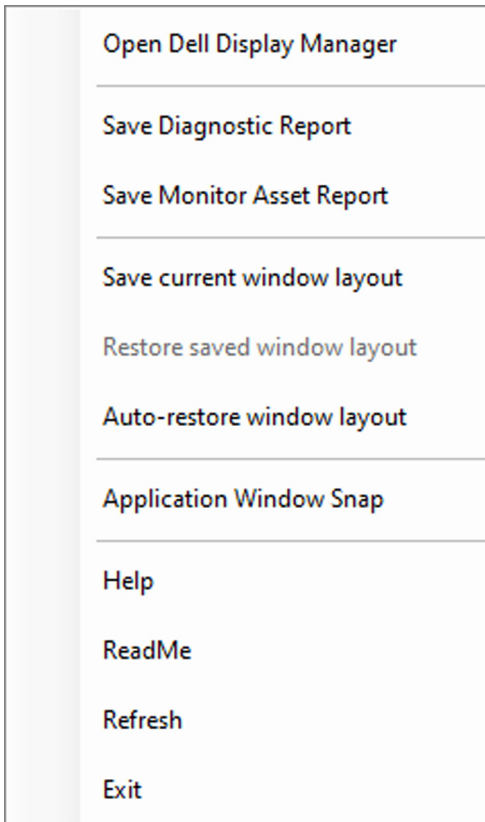 Open Dell Display Manager
Save Diagnostic Report
Save Monitor Asset Report
Save current window layout
Restore saved window layout
Auto-restore window layout
Application Window Snap
Help
ReadMe
Refresh
Exit